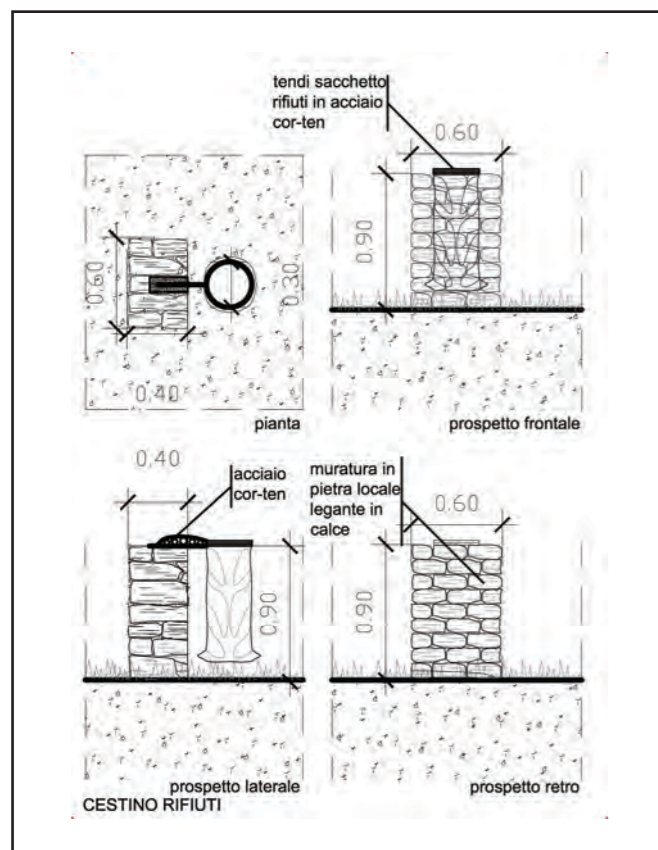 tendi sacchetto
rifiuti in acciaio
cor-ten
0.60
0.60
0.30
0.90
0.40
pianta
prospetto frontale
0.40
acciaio
cor-ten
muratura in
pietra locale
legante in
calce
0.60
0.90
0.90
prospetto laterale
prospetto retro
CESTINO RIFIUTI